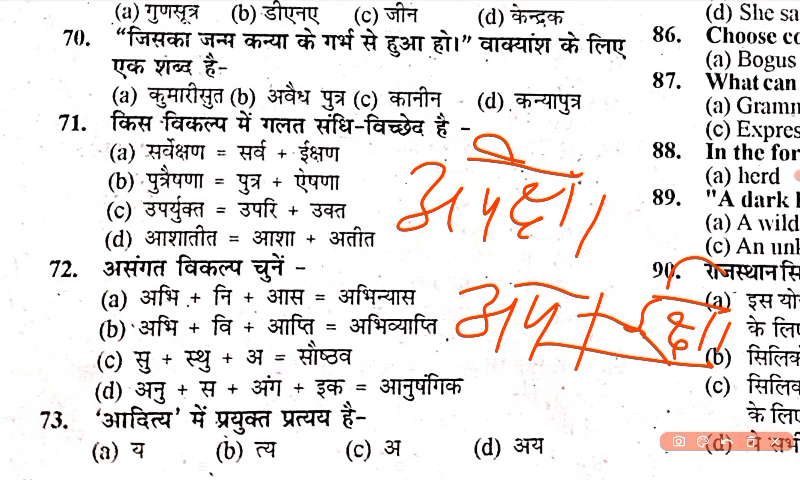 (a) गुणसूत्र (b) डीएनए (c) जीन (d) केन्द्रक
70. "जिसका जन्म कन्या के गर्भ से हुआ हो।" वाक्यांश के लिए
एक शब्द है-
(a) कुमारीसुत (b) अवैध पुत्र (c) कानीन (d) कन्यापुत्र
71. किस विकल्प में गलत संधि-विच्छेद है -
(a) सर्वेक्षण = सर्व + ईक्षण
(b) पुत्रैषणा = पुत्र + ऐषणा
(c) उपर्युक्त = उपरि + उक्त
(d) आशातीत = आशा + अतीत
72. असंगत विकल्प चुनें -
(a) अभि + नि + आस = अभिन्यास
(b) अभि + वि + आप्ति = अभिव्याप्ति
(c) सु + स्थु + अ = सौष्ठव
(d) अनु + स + अंग + इक = आनुषंगिक
73. 'आदित्य' में प्रयुक्त प्रत्यय है-
(a) य (b) त्य (c) अ (d) अय
अपेक्षा
अप +
(d) She sa
86. Choose co
(a) Bogus
87. What can
(a) Gramm
(c) Expres
88. In the for
(a) herd
89. "A dark h
(a) A wild
(c) An unk
90. राजस्थान सि
(a) इस यो
के लिए
(b) सिलिक
(c) सिलिक
के लिए
(d) ये सभी